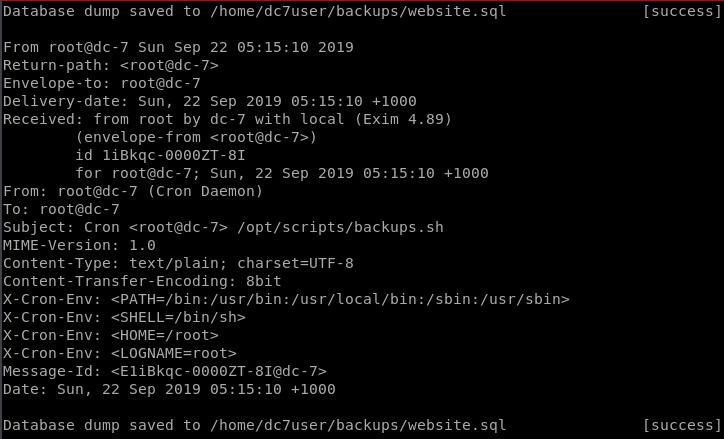 Database dump saved to /home/dc7user/backups/website.sql [success]
From root@dc-7 Sun Sep 22 05:15:10 2019
Return-path: <root@dc-7>
Envelope-to: root@dc-7
Delivery-date: Sun, 22 Sep 2019 05:15:10 +1000
Received: from root by dc-7 with local (Exim 4.89)
(envelope-from <root@dc-7>)
id 1iBkqc-0000ZT-8I
for root@dc-7; Sun, 22 Sep 2019 05:15:10 +1000
From: root@dc-7 (Cron Daemon)
To: root@dc-7
Subject: Cron <root@dc-7> /opt/scripts/backups.sh
MIME-Version: 1.0
Content-Type: text/plain; charset=UTF-8
Content-Transfer-Encoding: 8bit
X-Cron-Env: <PATH=/bin:/usr/bin:/usr/local/bin:/sbin:/usr/sbin>
X-Cron-Env: <SHELL=/bin/sh>
X-Cron-Env: <HOME=/root>
X-Cron-Env: <LOGNAME=root>
Message-Id: <E1iBkqc-0000ZT-8I@dc-7>
Date: Sun, 22 Sep 2019 05:15:10 +1000
Database dump saved to /home/dc7user/backups/website.sql [success]